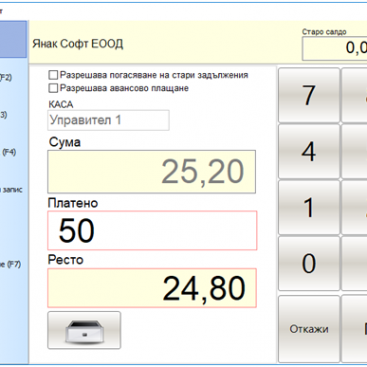 Старо салдо
Янак Софт ЕООД
0,0
(F2)
Разрешава погасяване на стари задължения
Разрешава авансово плащане
КАСА
Управител 1
7
3)
Сума
25,20
4
(F4)
запис
Платено
50
1
Ресто
24,80
0
е (F7)
Откажи